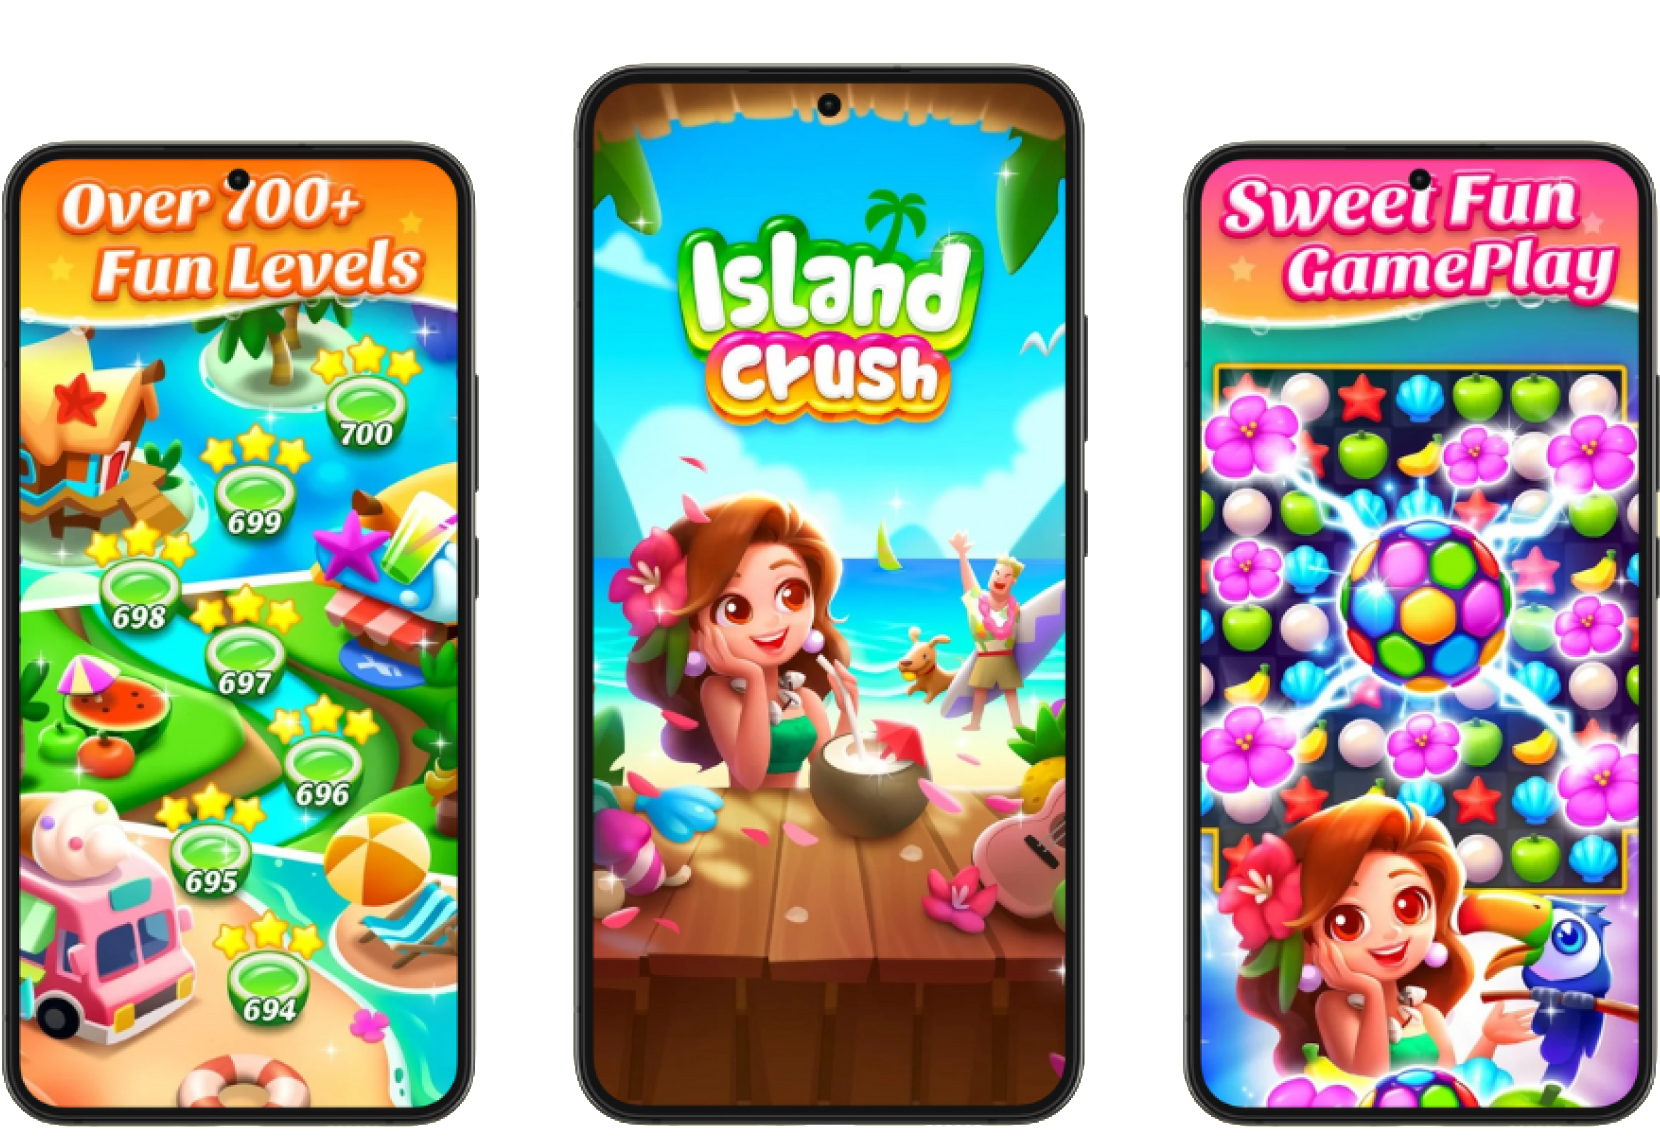 Over 700+
Fun Levels
700
699
698
697
696
695
694
Island
Crush
Sweet Fun
GamePlay